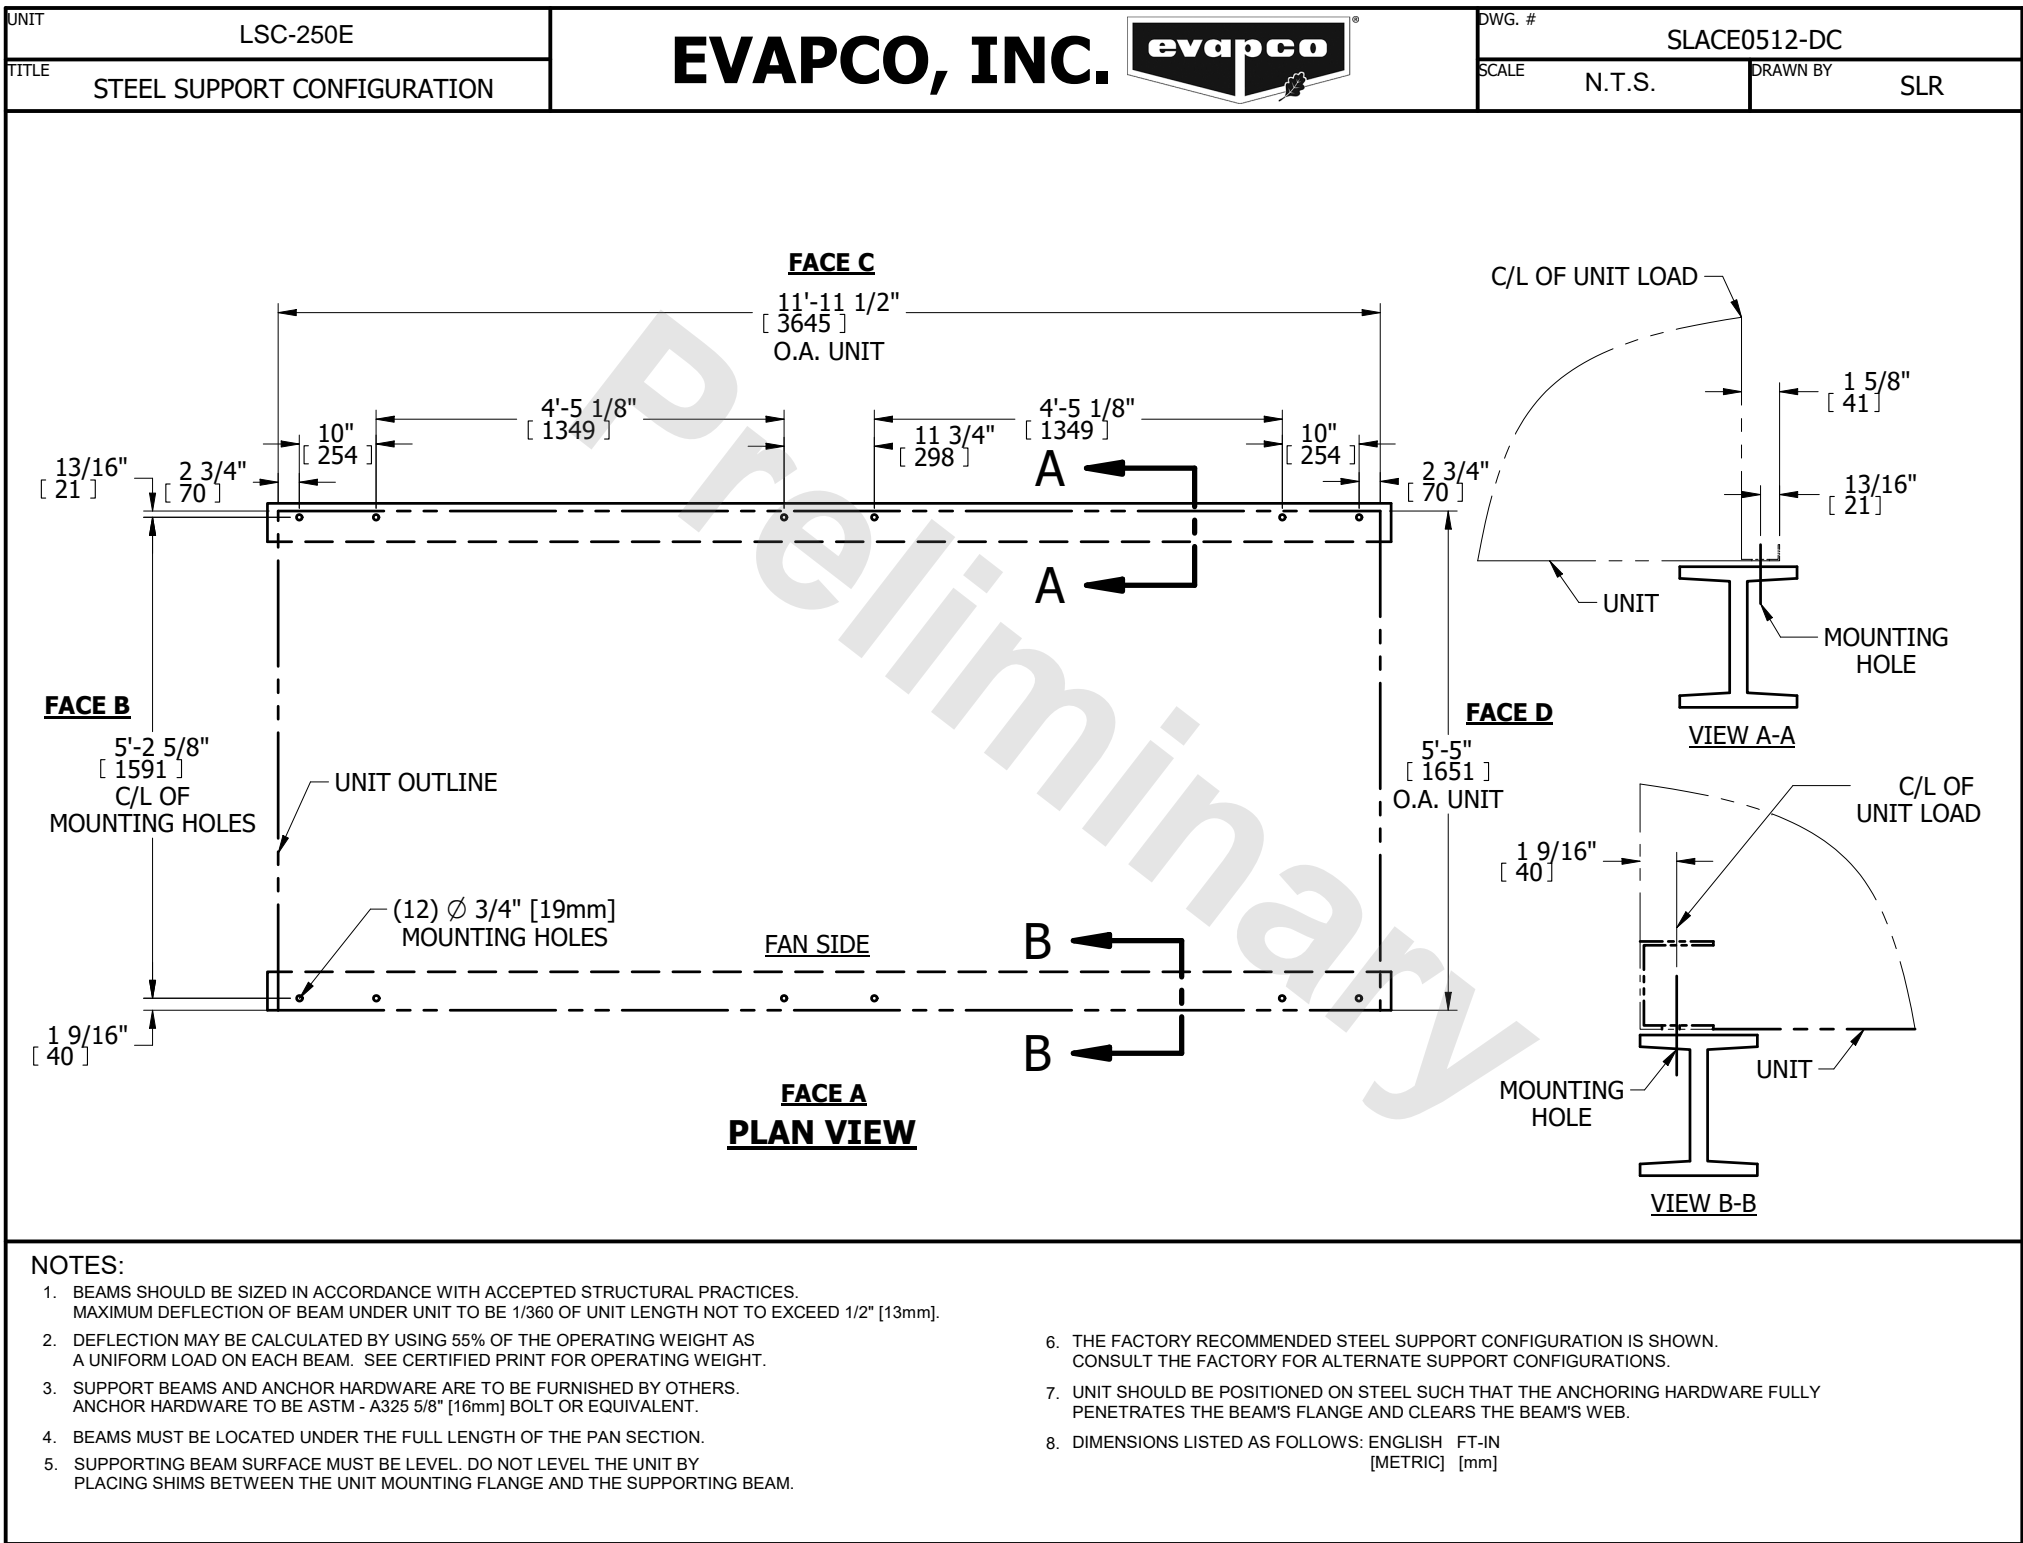 UNIT
LSC-250E
TITLE
STEEL SUPPORT CONFIGURATION
EVAPCO, INC.
evapco
®
DWG. #
SLACE0512-DC
SCALE
N.T.S.
DRAWN BY
SLR
FACE C
11'-11 1/2"
[ 3645 ]
O.A. UNIT
4'-5 1/8"
[ 1349 ]
4'-5 1/8"
[ 1349 ]
10"
[ 254 ]
11 3/4"
[ 298 ]
10"
[ 254 ]
13/16"
[ 21 ]
2 3/4"
[ 70 ]
2 3/4"
[ 70 ]
A
A
FACE B
5'-2 5/8"
[ 1591 ]
C/L OF
MOUNTING HOLES
UNIT OUTLINE
FACE D
5'-5"
[ 1651 ]
O.A. UNIT
(12) Ø 3/4" [19mm]
MOUNTING HOLES
FAN SIDE
B
B
1 9/16"
[ 40 ]
FACE A
PLAN VIEW
Preliminary
C/L OF UNIT LOAD
1 5/8"
[ 41 ]
13/16"
[ 21 ]
UNIT
MOUNTING
HOLE
VIEW A-A
C/L OF
UNIT LOAD
1 9/16"
[ 40 ]
UNIT
MOUNTING
HOLE
VIEW B-B
NOTES:
1. BEAMS SHOULD BE SIZED IN ACCORDANCE WITH ACCEPTED STRUCTURAL PRACTICES.
MAXIMUM DEFLECTION OF BEAM UNDER UNIT TO BE 1/360 OF UNIT LENGTH NOT TO EXCEED 1/2" [13mm].
2. DEFLECTION MAY BE CALCULATED BY USING 55% OF THE OPERATING WEIGHT AS
A UNIFORM LOAD ON EACH BEAM. SEE CERTIFIED PRINT FOR OPERATING WEIGHT.
3. SUPPORT BEAMS AND ANCHOR HARDWARE ARE TO BE FURNISHED BY OTHERS.
ANCHOR HARDWARE TO BE ASTM - A325 5/8" [16mm] BOLT OR EQUIVALENT.
4. BEAMS MUST BE LOCATED UNDER THE FULL LENGTH OF THE PAN SECTION.
5. SUPPORTING BEAM SURFACE MUST BE LEVEL. DO NOT LEVEL THE UNIT BY
PLACING SHIMS BETWEEN THE UNIT MOUNTING FLANGE AND THE SUPPORTING BEAM.
6. THE FACTORY RECOMMENDED STEEL SUPPORT CONFIGURATION IS SHOWN.
CONSULT THE FACTORY FOR ALTERNATE SUPPORT CONFIGURATIONS.
7. UNIT SHOULD BE POSITIONED ON STEEL SUCH THAT THE ANCHORING HARDWARE FULLY
PENETRATES THE BEAM'S FLANGE AND CLEARS THE BEAM'S WEB.
8. DIMENSIONS LISTED AS FOLLOWS: ENGLISH FT-IN
[METRIC] [mm]